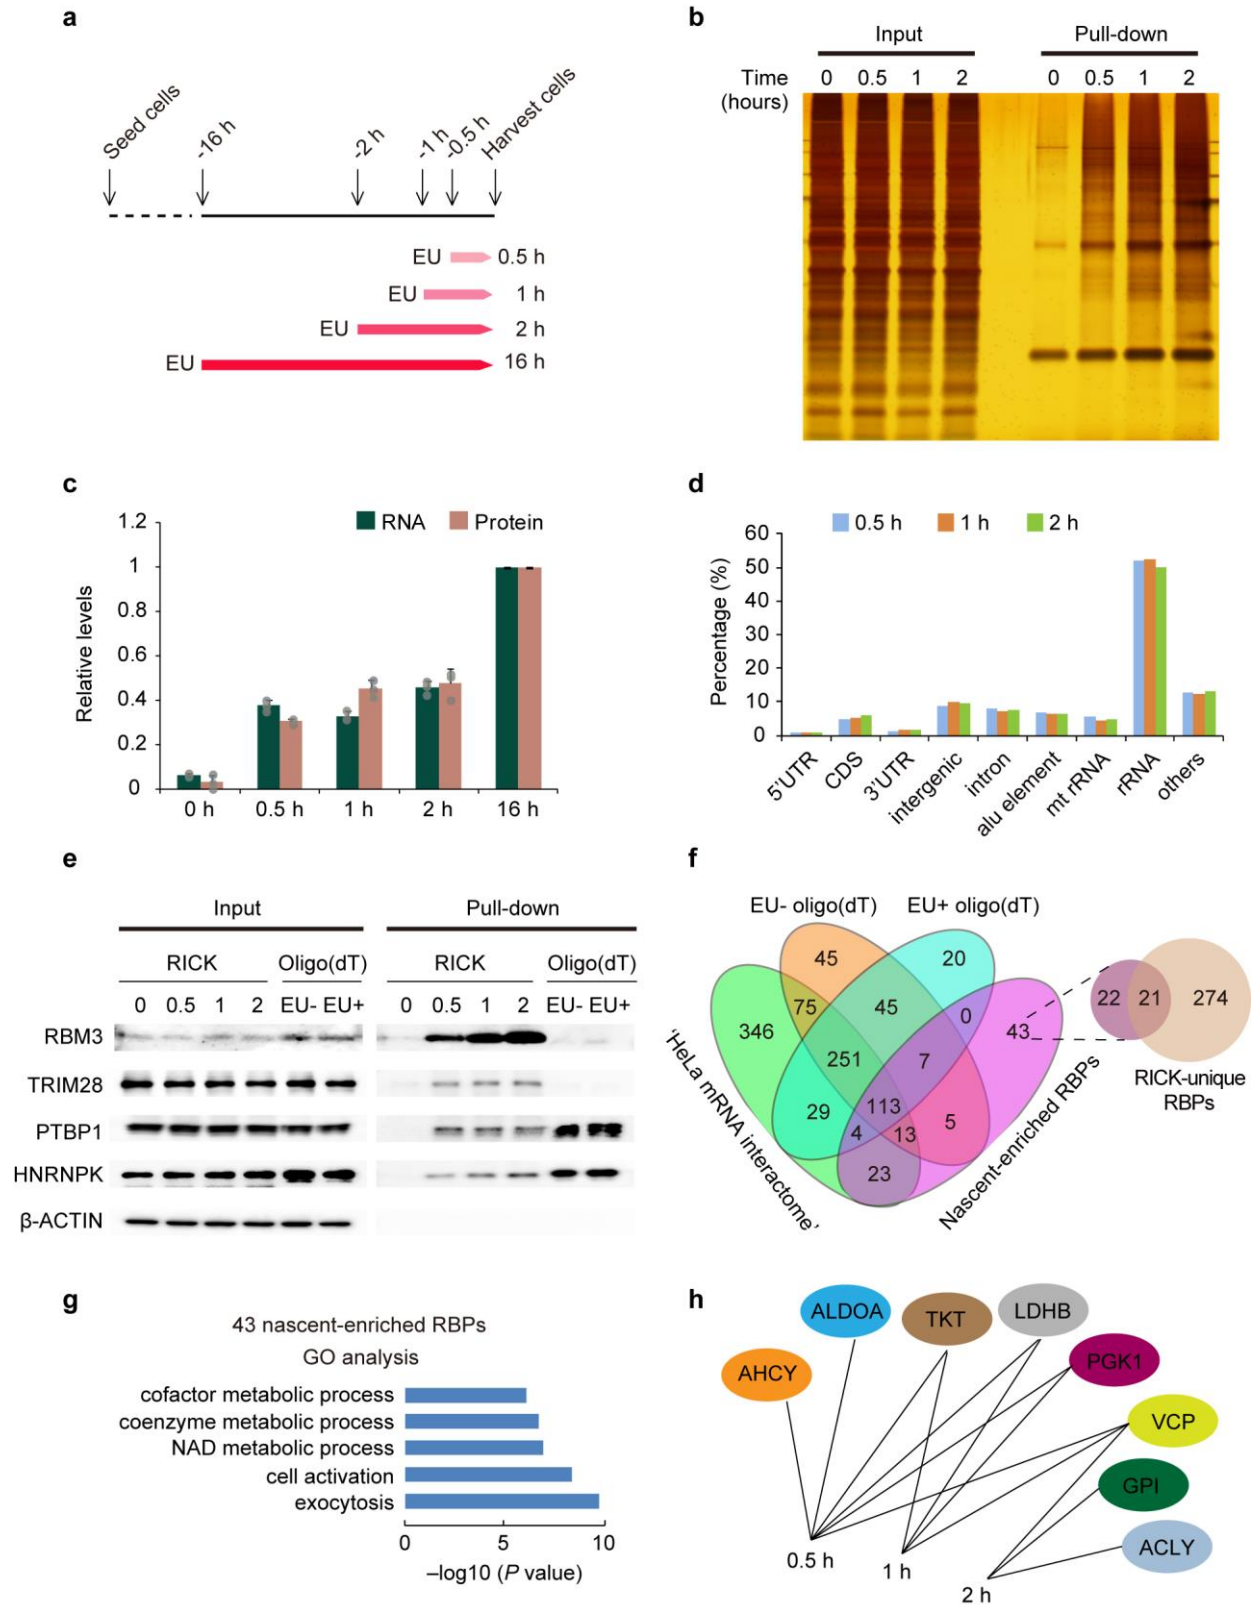 a
Seed cells
-16 h
-2 h
-1 h
-0.5 h
Harvest cells
EU 0.5 h
EU 1 h
EU 2 h
EU 16 h
b
Input Pull-down
Time (hours) 0 0.5 1 2 0 0.5 1 2
c
RNA Protein
Relative levels
1.2
1
0.8
0.6
0.4
0.2
0
0 h 0.5 h 1 h 2 h 16 h
d
0.5 h 1 h 2 h
Percentage (%)
60
50
40
30
20
10
0
5'UTR
CDS
3'UTR
intergenic
intron
alu element
mt rRNA
rRNA
others
e
Input Pull-down
RICK Oligo(dT) RICK Oligo(dT)
0 0.5 1 2 EU- EU+ 0 0.5 1 2 EU- EU+
RBM3
TRIM28
PTBP1
HNRNPK
β-ACTIN
f
EU- oligo(dT) EU+ oligo(dT)
45 20
75 45 0 43
346 251 7
29 113 5
4 13
23
'HeLa mRNA interactome'
Nascent-enriched RBPs
22 21 274
RICK-unique
RBPs
g
43 nascent-enriched RBPs
GO analysis
cofactor metabolic process
coenzyme metabolic process
NAD metabolic process
cell activation
exocytosis
0 5 10
–log10 (P value)
h
ALDOA
TKT
LDHB
AHCY
PGK1
VCP
GPI
ACLY
0.5 h
1 h
2 h